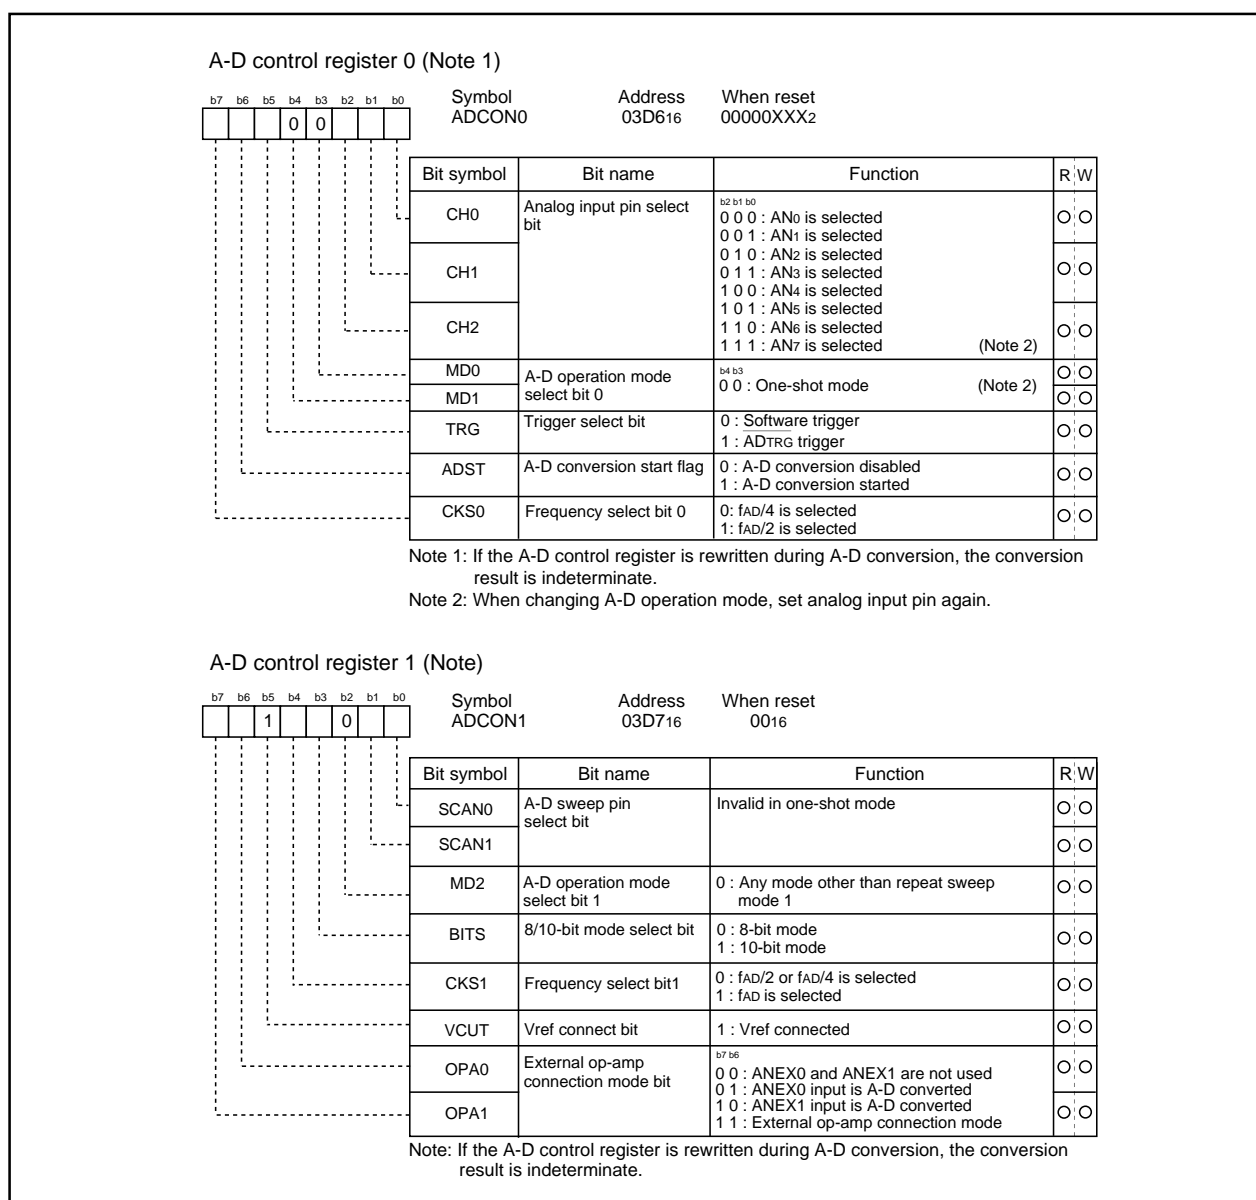 A-D control register 0 (Note 1)
b7 b6 b5 b4 b3 b2 b1 b0
0 0
Symbol Address When reset
ADCON0 03D616 00000XXX2
Bit symbol Bit name Function R W
CH0 Analog input pin select bit
b2 b1 b0
0 0 0 : AN0 is selected
0 0 1 : AN1 is selected
0 1 0 : AN2 is selected
0 1 1 : AN3 is selected
1 0 0 : AN4 is selected
1 0 1 : AN5 is selected
1 1 0 : AN6 is selected
1 1 1 : AN7 is selected (Note 2)
CH1
CH2
MD0
MD1
A-D operation mode
select bit 0
b4 b3
0 0 : One-shot mode (Note 2)
TRG Trigger select bit
0 : Software trigger
1 : ADTRG trigger
ADST A-D conversion start flag
0 : A-D conversion disabled
1 : A-D conversion started
CKS0 Frequency select bit 0
0: fAD/4 is selected
1: fAD/2 is selected
Note 1: If the A-D control register is rewritten during A-D conversion, the conversion
result is indeterminate.
Note 2: When changing A-D operation mode, set analog input pin again.
A-D control register 1 (Note)
b7 b6 b5 b4 b3 b2 b1 b0
1 0
Symbol Address When reset
ADCON1 03D716 0016
Bit symbol Bit name Function R W
SCAN0
SCAN1
A-D sweep pin
select bit
Invalid in one-shot mode
MD2
A-D operation mode
select bit 1
0 : Any mode other than repeat sweep
mode 1
BITS 8/10-bit mode select bit
0 : 8-bit mode
1 : 10-bit mode
CKS1 Frequency select bit1
0 : fAD/2 or fAD/4 is selected
1 : fAD is selected
VCUT Vref connect bit 1 : Vref connected
OPA0
OPA1
External op-amp
connection mode bit
b7 b6
0 0 : ANEX0 and ANEX1 are not used
0 1 : ANEX0 input is A-D converted
1 0 : ANEX1 input is A-D converted
1 1 : External op-amp connection mode
Note: If the A-D control register is rewritten during A-D conversion, the conversion
result is indeterminate.